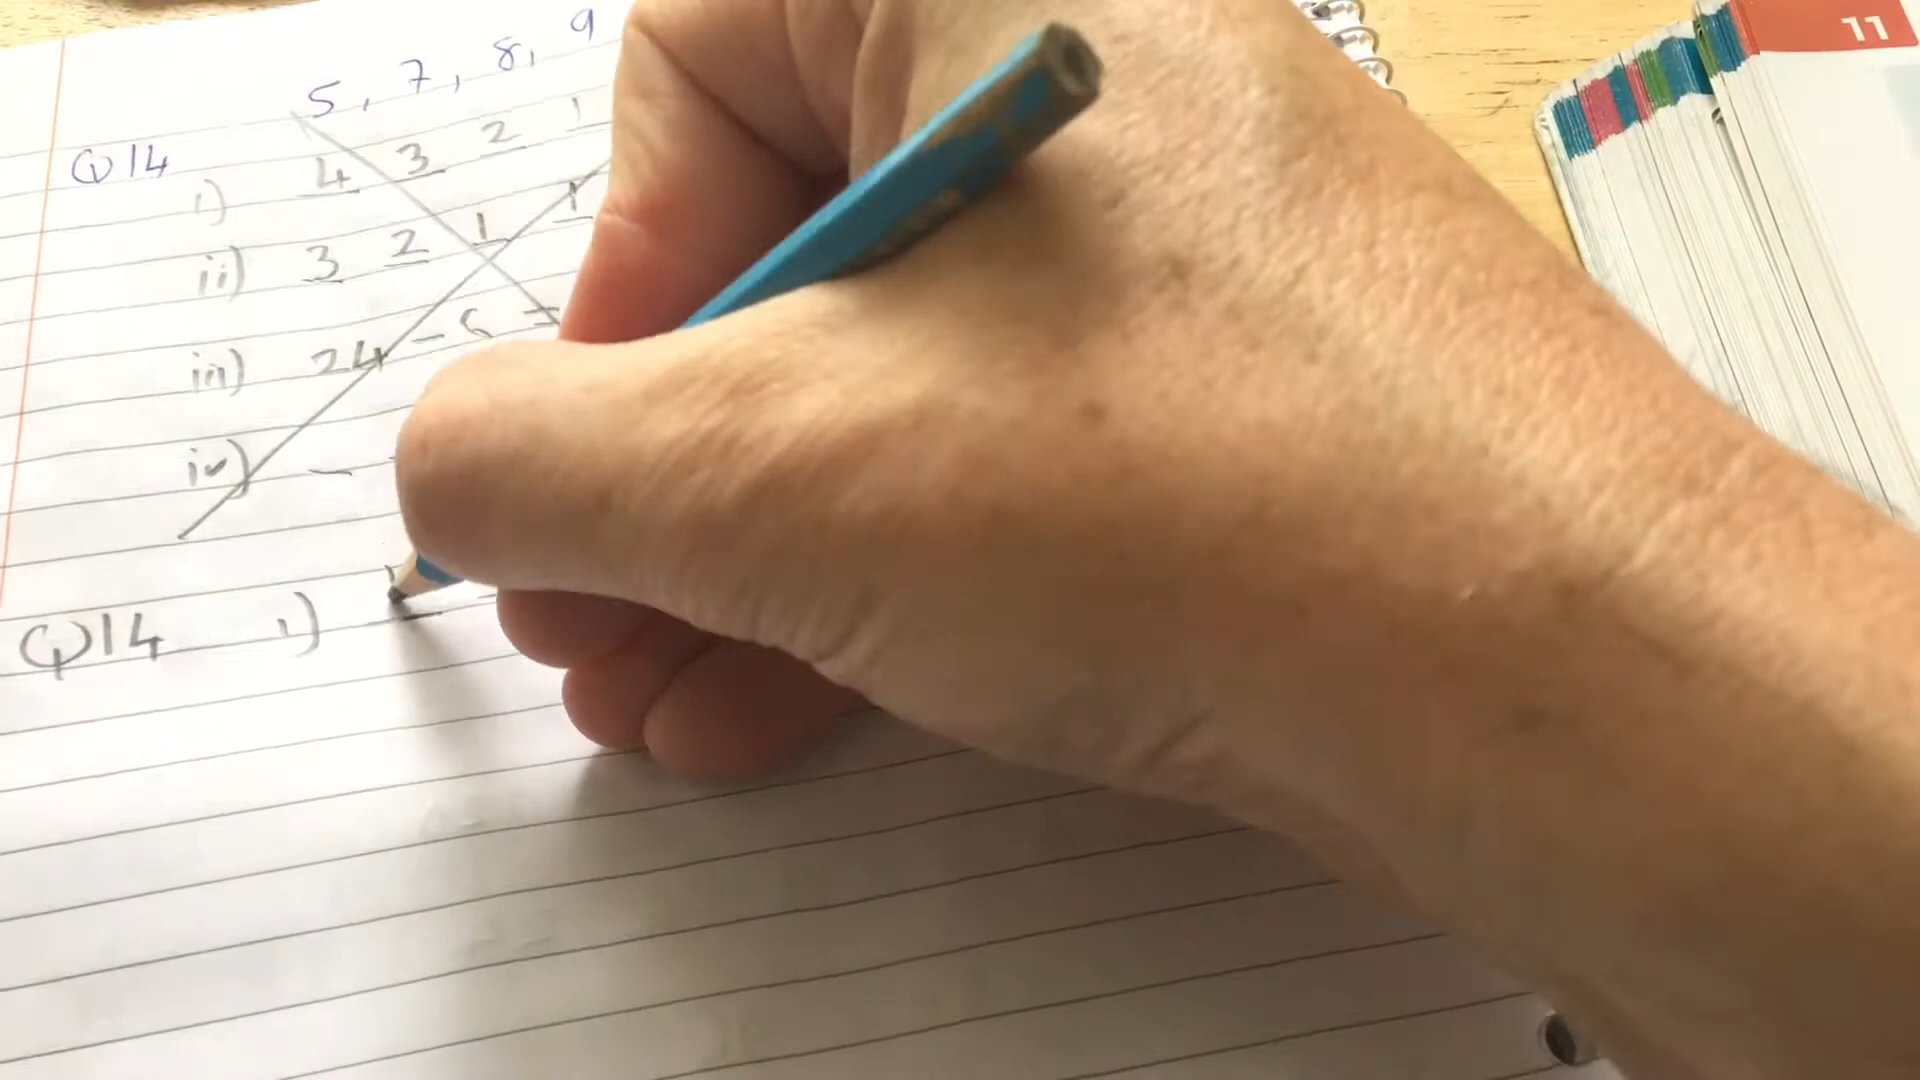 5, 7, 8, 9
Q14
i) 4 3 2 1
ii) 3 2 1 1
iii) 24 - 6 =
iv) -
Q14 i)
11